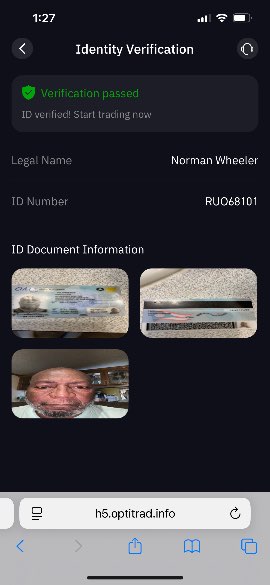 1:27
Identity Verification
Verification passed
ID verified! Start trading now
Legal Name Norman Wheeler
ID Number RUO68101
ID Document Information
h5.optitrad.info